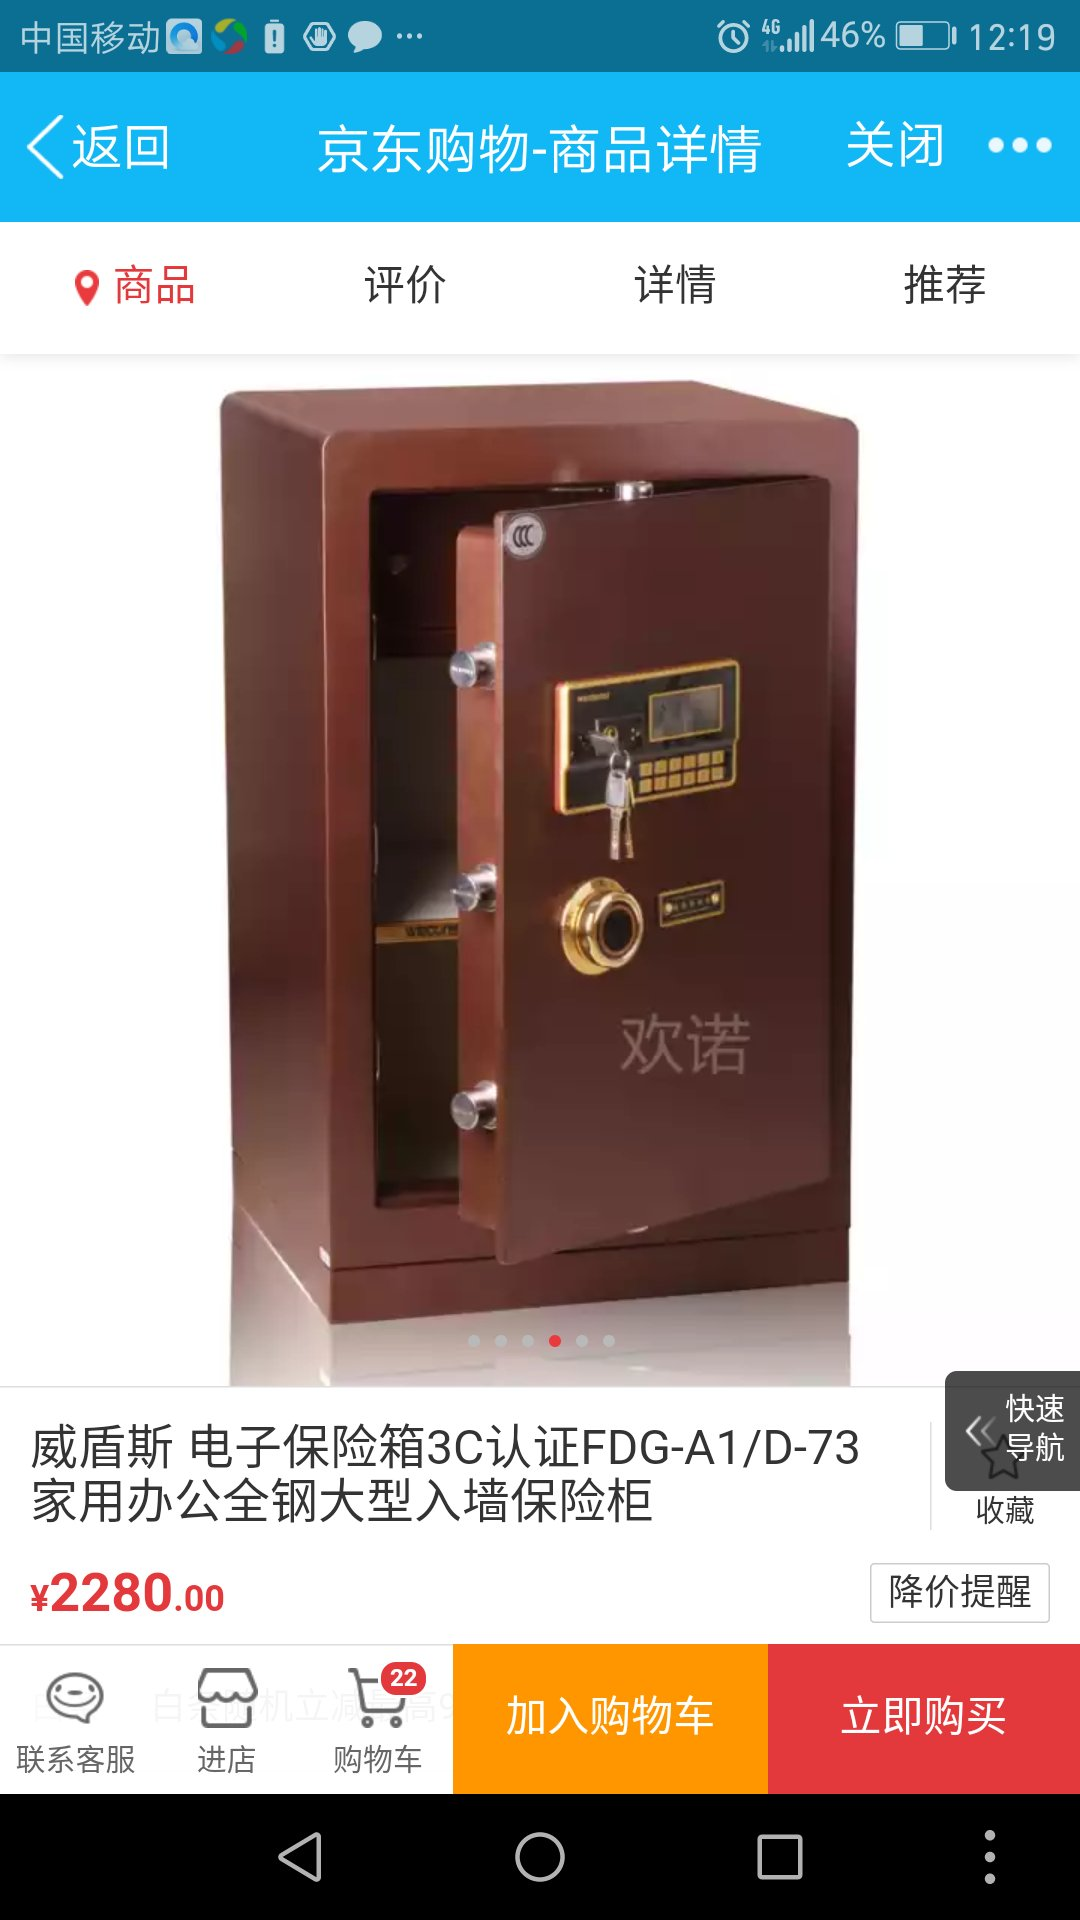 中国移动 4G 46% 12:19
返回 京东购物-商品详情 关闭
商品 评价 详情 推荐
欢诺
威盾斯 电子保险箱3C认证FDG-A1/D-73
家用办公全钢大型入墙保险柜
快速
导航
收藏
¥2280.00 降价提醒
22
联系客服 进店 购物车 加入购物车 立即购买